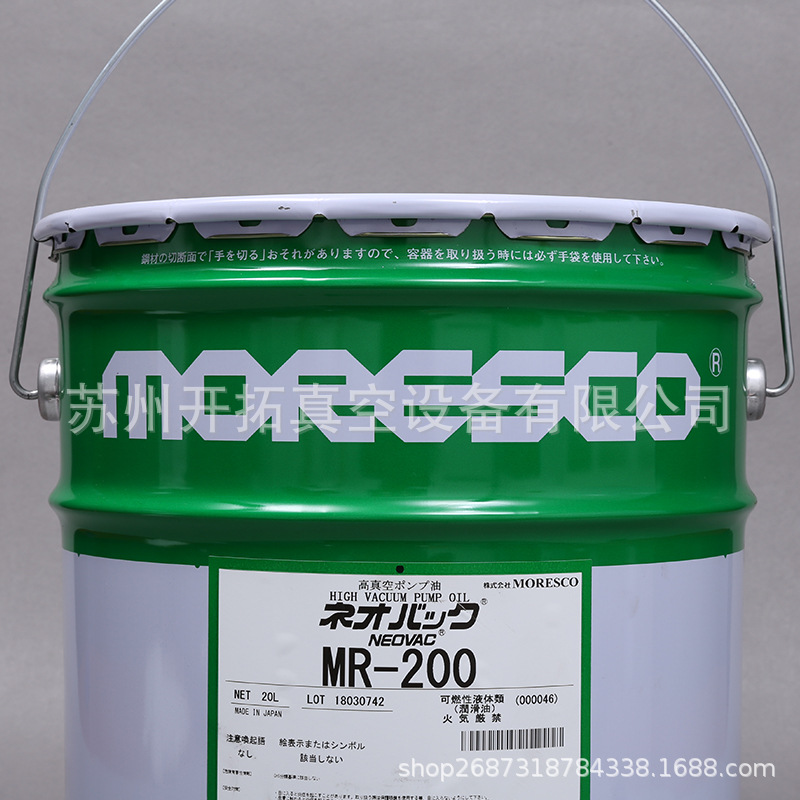 鋼材の切断面で「手を切る」おそれがありますので、容器を取り扱う時には必ず手袋を使用して下さい。
MORESCO®
苏州开拓真空设备有限公司
高真空ポンプ油
株式会社 MORESCO
HIGH VACUUM PUMP OIL
ネオバック®
NEOVAC®
MR-200
NET 20L
LOT 18030742
可燃性液体類 (000046)
MADE IN JAPAN
(潤滑油)
火気厳禁
注意喚起語
絵表示またはシンボル
なし
該当しない
shop2687318784338.1688.com